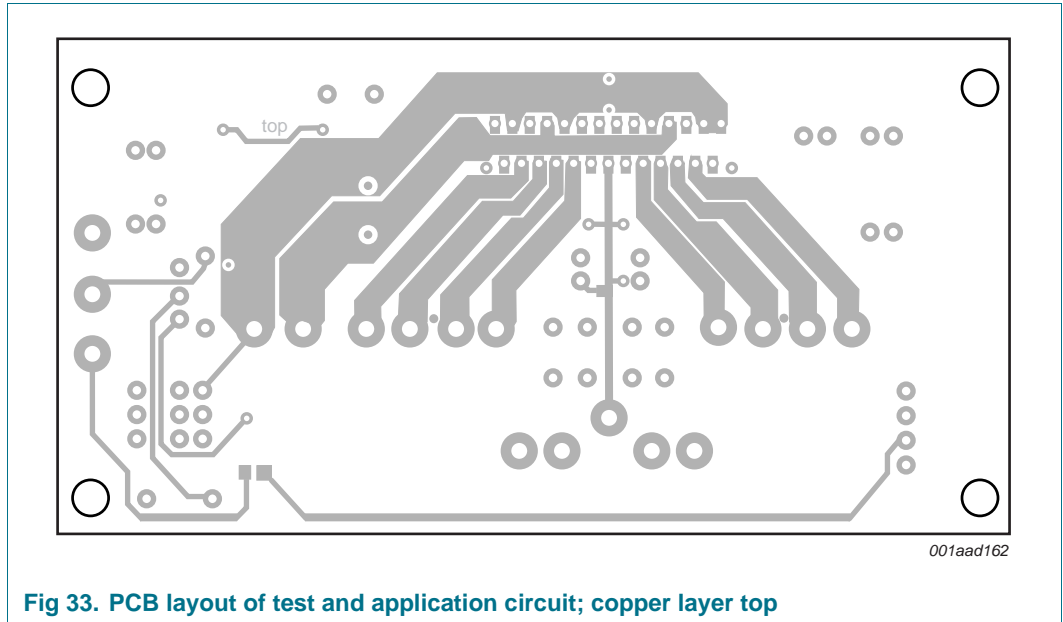 top
001aad162
Fig 33. PCB layout of test and application circuit; copper layer top